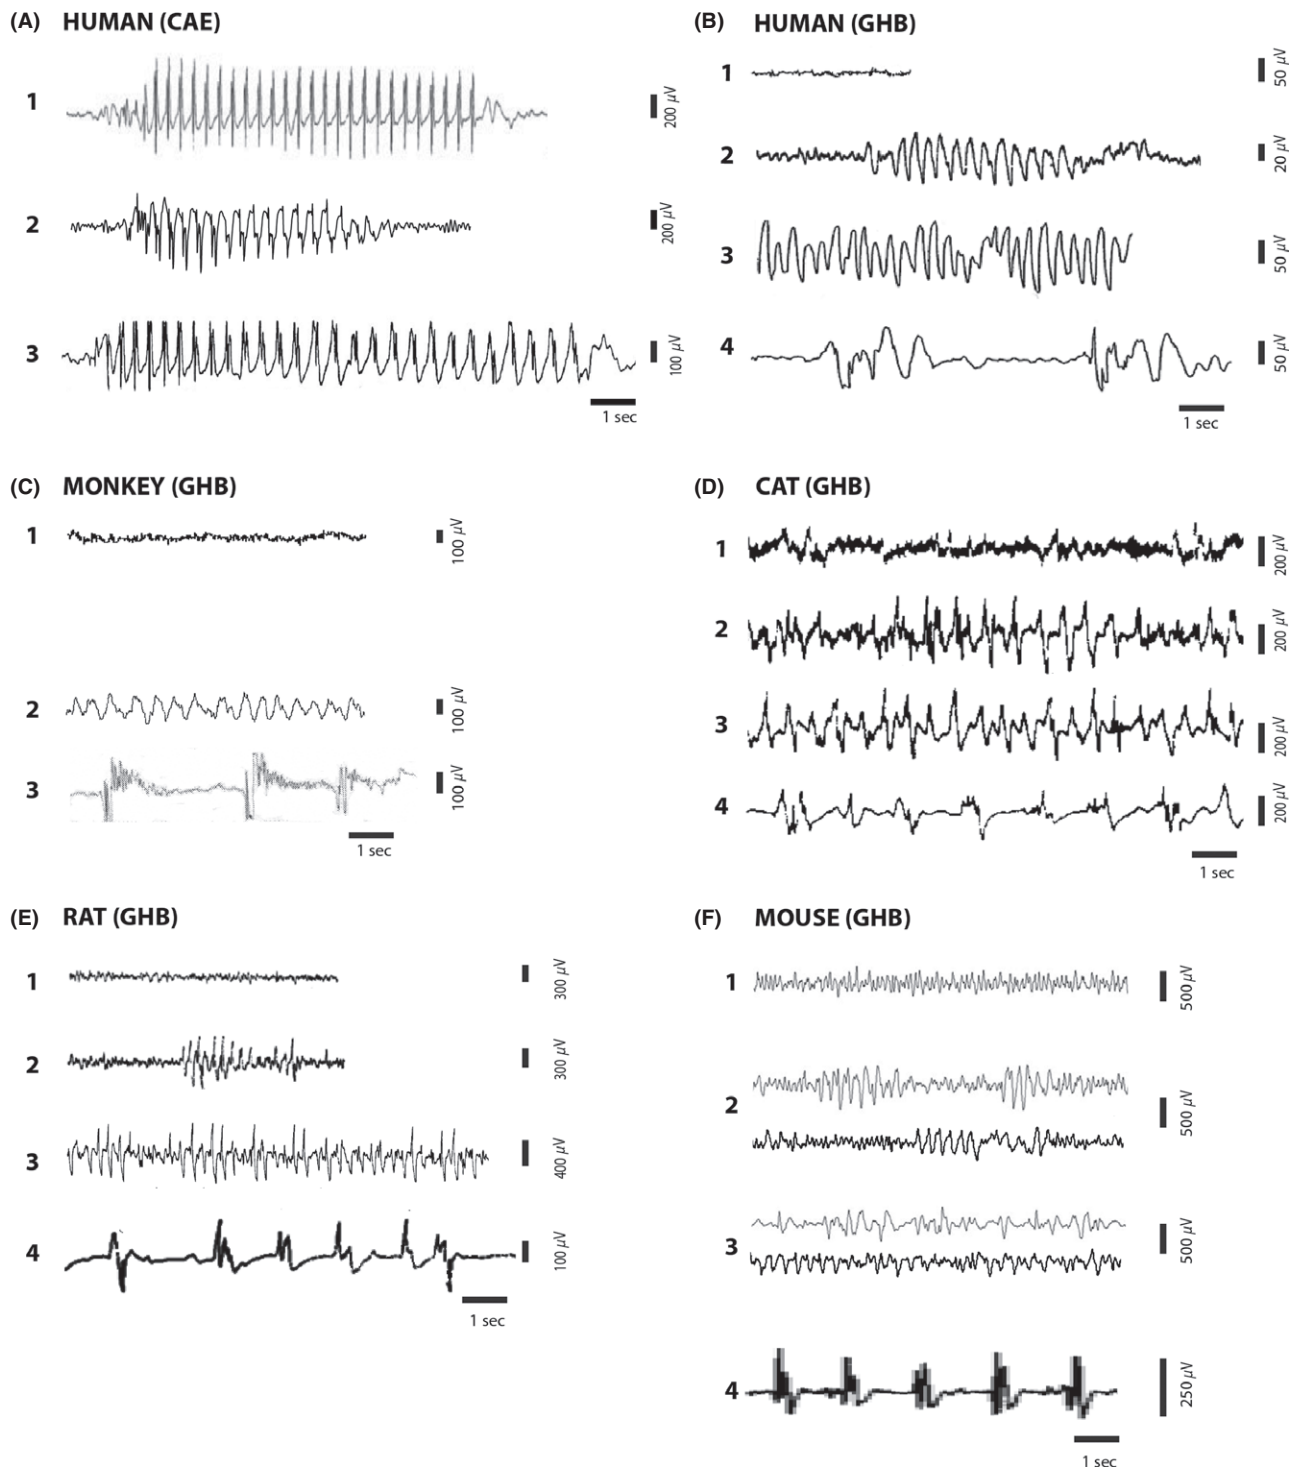 (A) HUMAN (CAE)
1
200 µV
2
200 µV
3
100 µV
1 sec
(B) HUMAN (GHB)
1
50 µV
2
20 µV
3
50 µV
4
50 µV
1 sec
(C) MONKEY (GHB)
1
100 µV
2
100 µV
3
100 µV
1 sec
(D) CAT (GHB)
1
200 µV
2
200 µV
3
200 µV
4
200 µV
1 sec
(E) RAT (GHB)
1
300 µV
2
300 µV
3
400 µV
4
100 µV
1 sec
(F) MOUSE (GHB)
1
500 µV
2
500 µV
3
500 µV
4
250 µV
1 sec